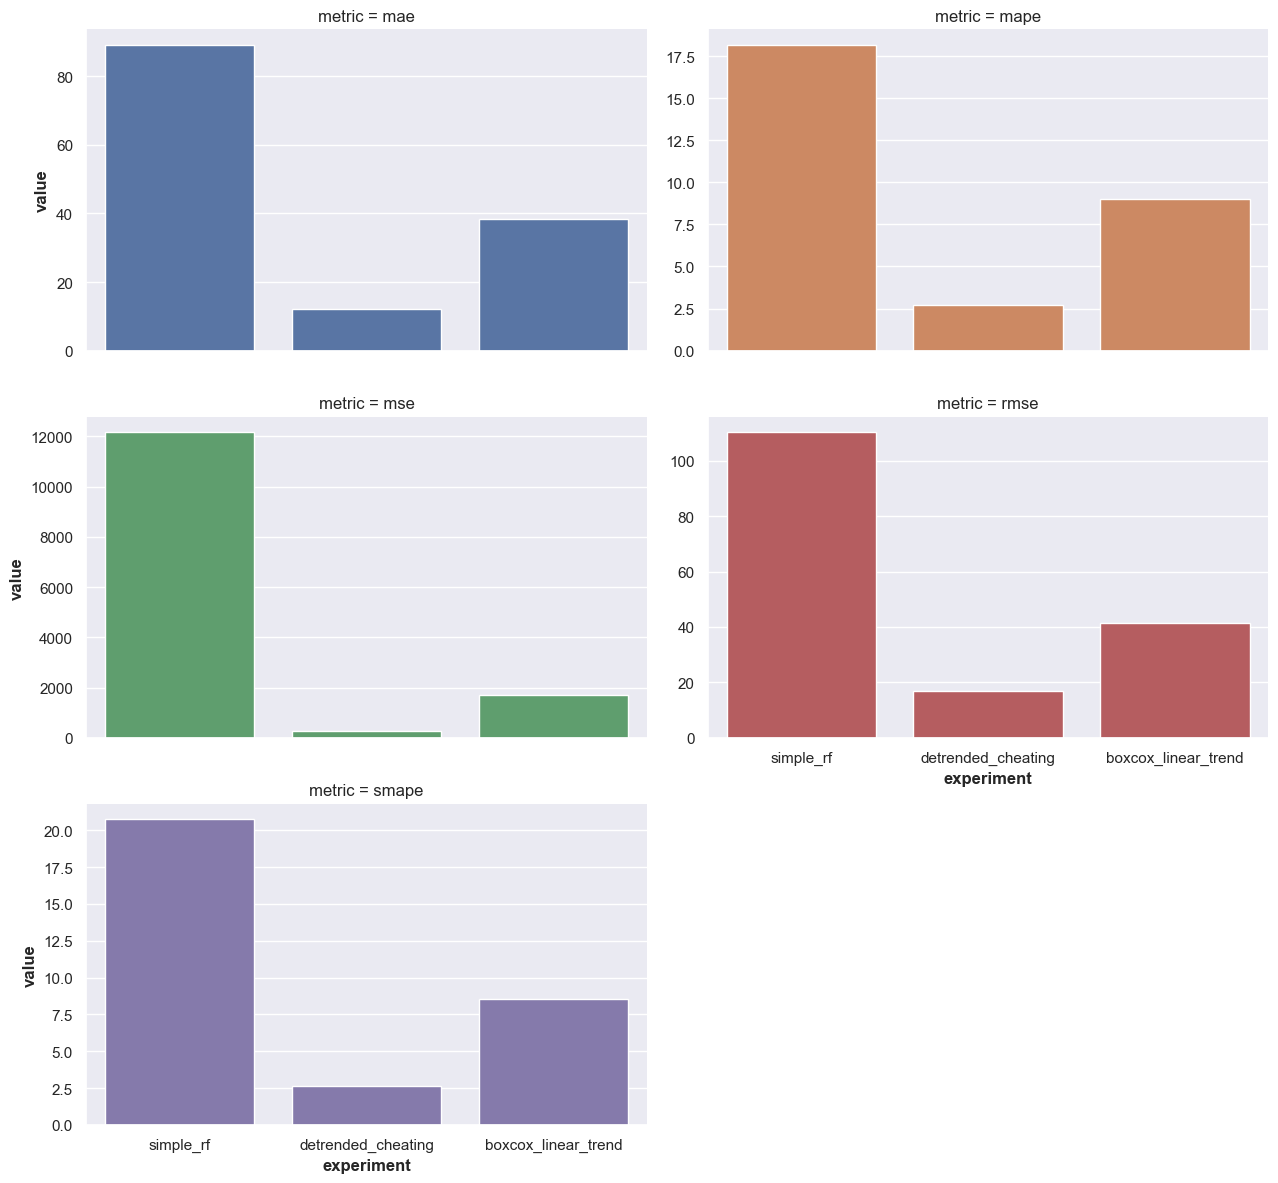 metric = mae
80
60
40
20
0
value
metric = mape
17.5
15.0
12.5
10.0
7.5
5.0
2.5
0.0
metric = mse
12000
10000
8000
6000
4000
2000
0
value
metric = rmse
100
80
60
40
20
0
simple_rf detrended_cheating boxcox_linear_trend
experiment
metric = smape
20.0
17.5
15.0
12.5
10.0
7.5
5.0
2.5
0.0
value
simple_rf detrended_cheating boxcox_linear_trend
experiment